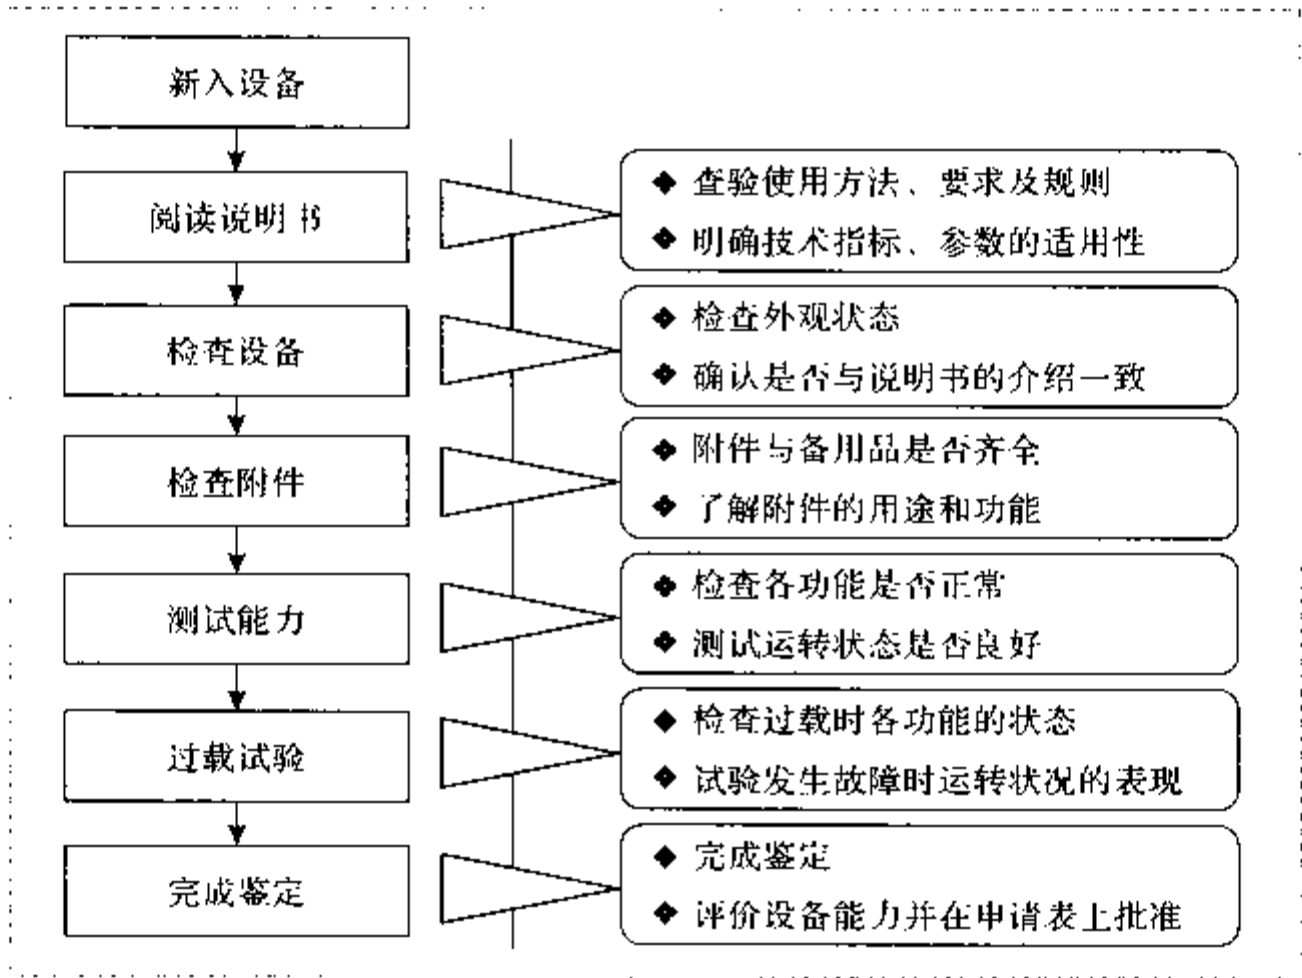 新入设备
阅读说明书
◆ 查验使用方法、要求及规则
◆ 明确技术指标、参数的适用性
检查设备
◆ 检查外观状态
◆ 确认是否与说明书的介绍一致
检查附件
◆ 附件与备用品是否齐全
◆ 了解附件的用途和功能
测试能力
◆ 检查各功能是否正常
◆ 测试运转状态是否良好
过载试验
◆ 检查过载时各功能的状态
◆ 试验发生故障时运转状况的表现
完成鉴定
◆ 完成鉴定
◆ 评价设备能力并在申请表上批准